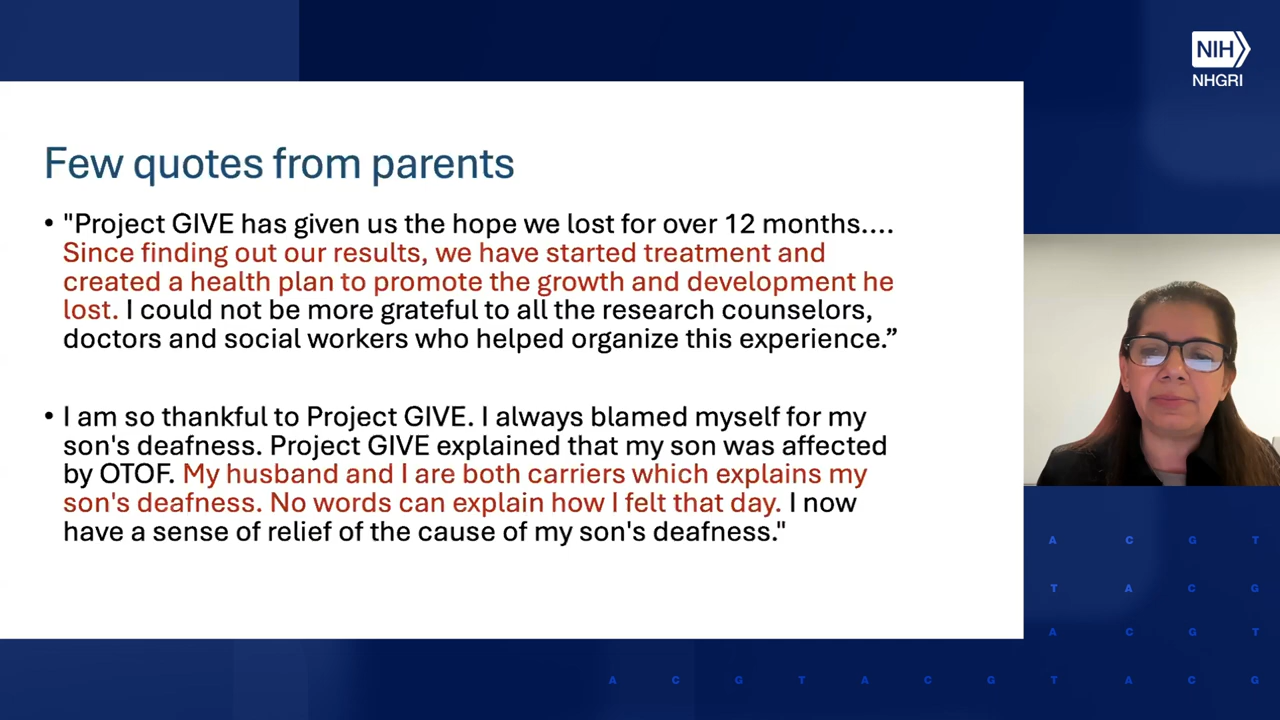 NIH
NHGRI
Few quotes from parents
• "Project GIVE has given us the hope we lost for over 12 months....
Since finding out our results, we have started treatment and
created a health plan to promote the growth and development he
lost. I could not be more grateful to all the research counselors,
doctors and social workers who helped organize this experience.”
• I am so thankful to Project GIVE. I always blamed myself for my
son's deafness. Project GIVE explained that my son was affected
by OTOF. My husband and I are both carriers which explains my
son's deafness. No words can explain how I felt that day. I now
have a sense of relief of the cause of my son's deafness."
A C G T
T A C G
A C G T
A C G T A C G T A C G